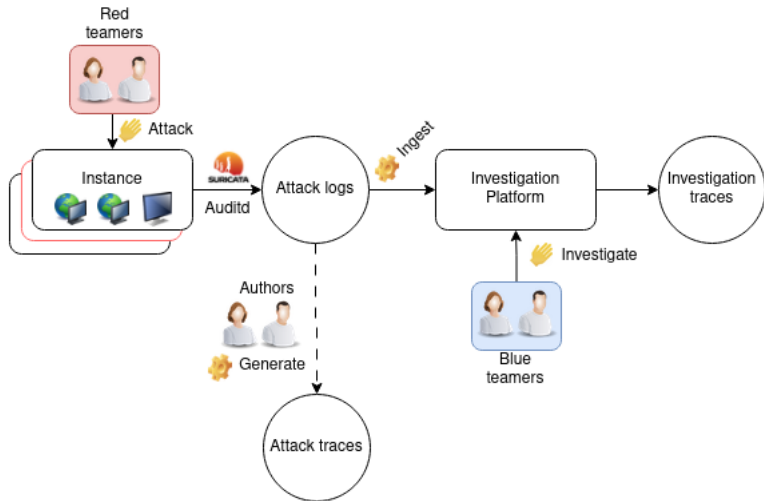 Red
teamers
Attack
Instance
SURICATA
Auditd
Attack logs
Ingest
Investigation
Platform
Investigation
traces
Investigate
Blue
teamers
Authors
Generate
Attack traces